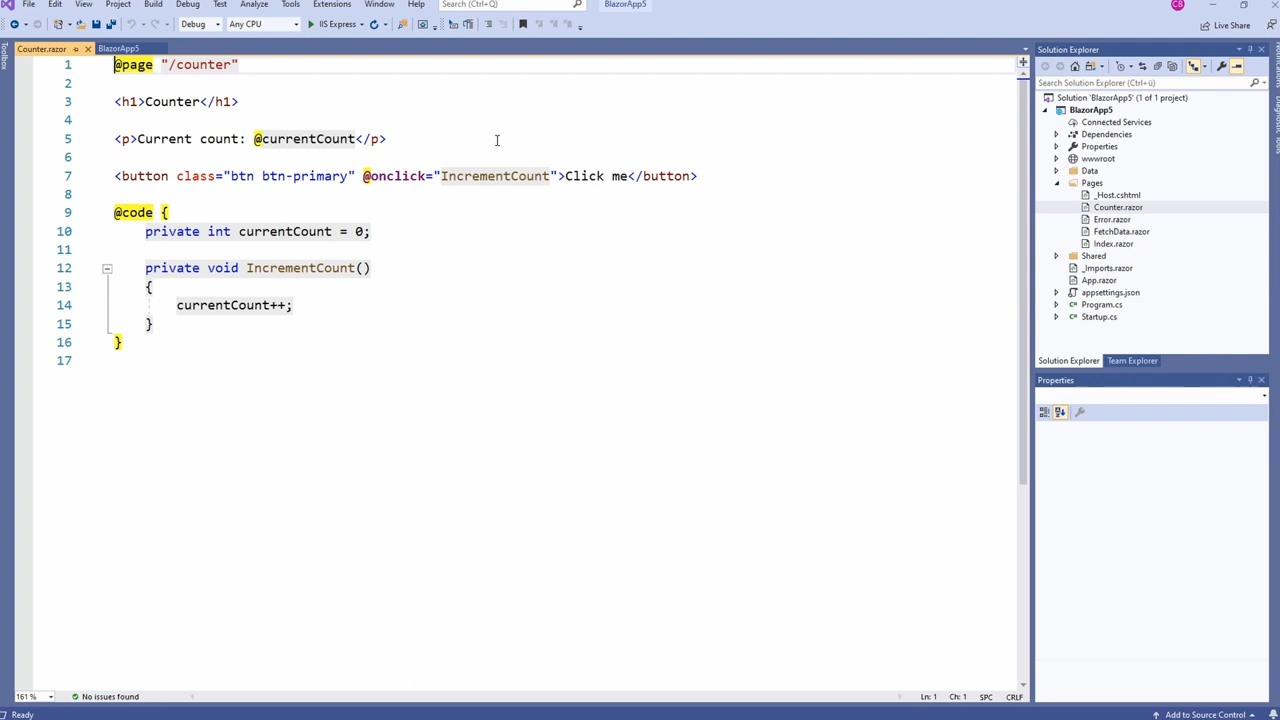 File Edit View Project Build Debug Test Analyze Tools Extensions Window Help Search (Ctrl+Q) BlazorApp5 CB
Debug Any CPU IIS Express Live Share
Counter.razor BlazorApp5
Toolbox
1 @page "/counter"
2
3 <h1>Counter</h1>
4
5 <p>Current count: @currentCount</p>
6
7 <button class="btn btn-primary" @onclick="IncrementCount">Click me</button>
8
9 @code {
10 private int currentCount = 0;
11
12 private void IncrementCount()
13 {
14 currentCount++;
15 }
16 }
17
161 % No issues found Ln: 1 Ch: 1 SPC CRLF
Solution Explorer
Search Solution Explorer (Ctrl+ü)
Solution 'BlazorApp5' (1 of 1 project)
BlazorApp5
Connected Services
Dependencies
Properties
wwwroot
Data
Pages
_Host.cshtml
Counter.razor
Error.razor
FetchData.razor
Index.razor
Shared
_Imports.razor
App.razor
appsettings.json
Program.cs
Startup.cs
Solution Explorer Team Explorer
Properties
Diagnostic Tools
Ready Add to Source Control